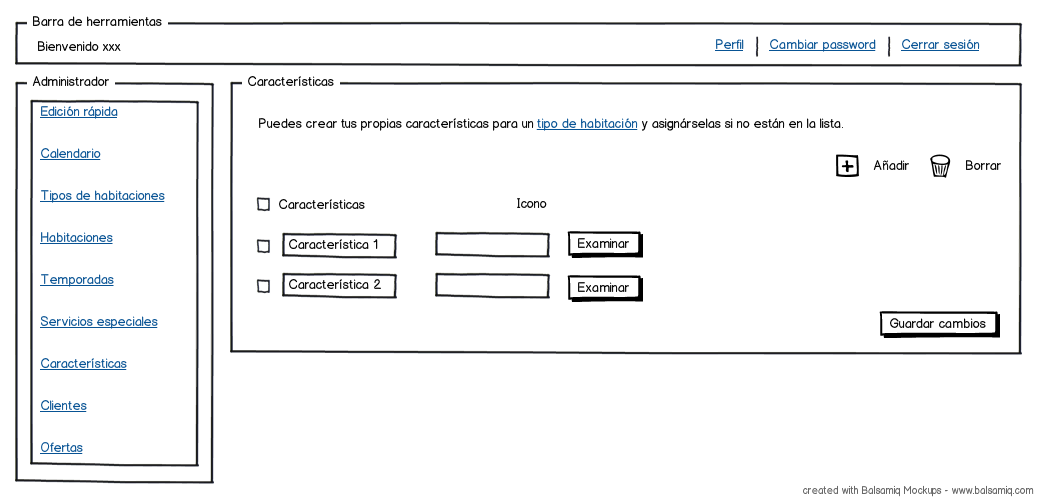 Barra de herramientas
Bienvenido xxx
Perfil
Cambiar password
Cerrar sesión
Administrador
Edición rápida
Calendario
Tipos de habitaciones
Habitaciones
Temporadas
Servicios especiales
Características
Clientes
Ofertas
Características
Puedes crear tus propias características para un tipo de habitación y asignárselas si no están en la lista.
Añadir
Borrar
Características
Icono
Característica 1
Examinar
Característica 2
Examinar
Guardar cambios
created with Balsamiq Mockups - www.balsamiq.com